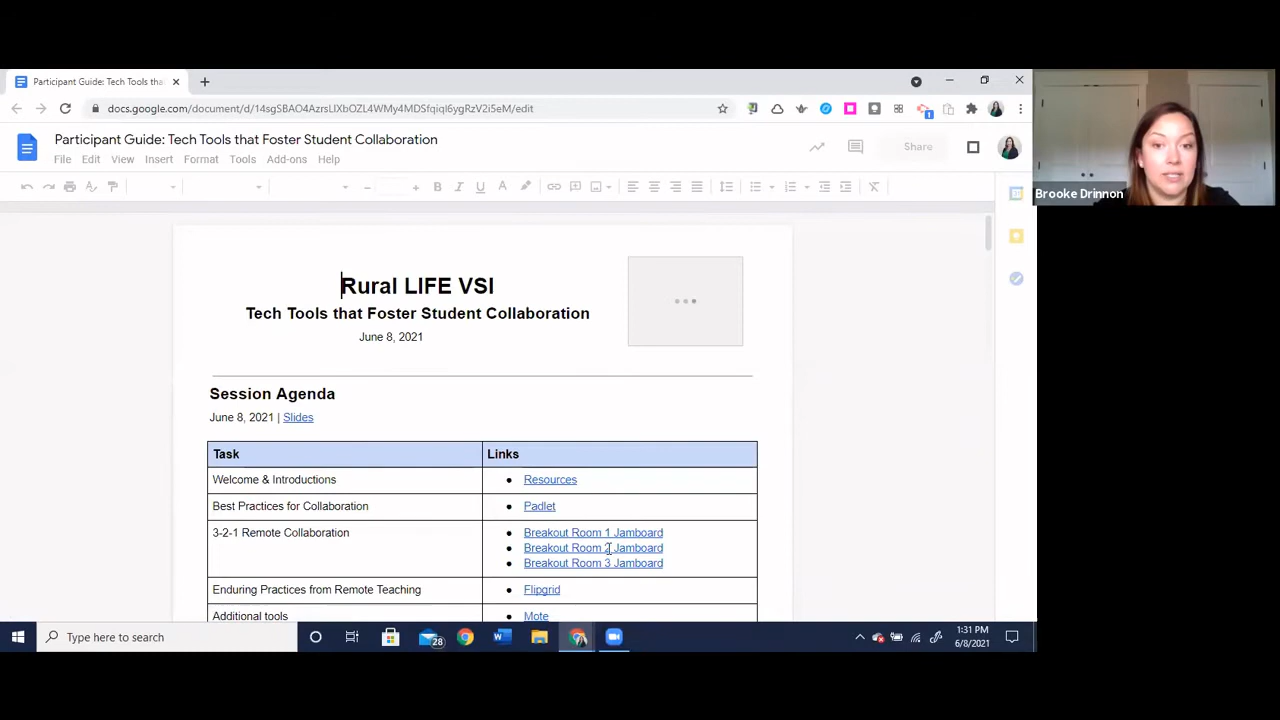 Participant Guide: Tech Tools tha
docs.google.com/document/d/14sgSBAO4AzrsLIXbOZL4WMy4MDSfqiql6ygRzV2i5eM/edit
Participant Guide: Tech Tools that Foster Student Collaboration
File Edit View Insert Format Tools Add-ons Help
Share
Brooke Drinnon
Rural LIFE VSI
Tech Tools that Foster Student Collaboration
June 8, 2021
Session Agenda
June 8, 2021 | Slides
Task Links
Welcome & Introductions Resources
Best Practices for Collaboration Padlet
3-2-1 Remote Collaboration Breakout Room 1 Jamboard
Breakout Room 2 Jamboard
Breakout Room 3 Jamboard
Enduring Practices from Remote Teaching Flipgrid
Additional tools Mote
Type here to search
28
1:31 PM
6/8/2021